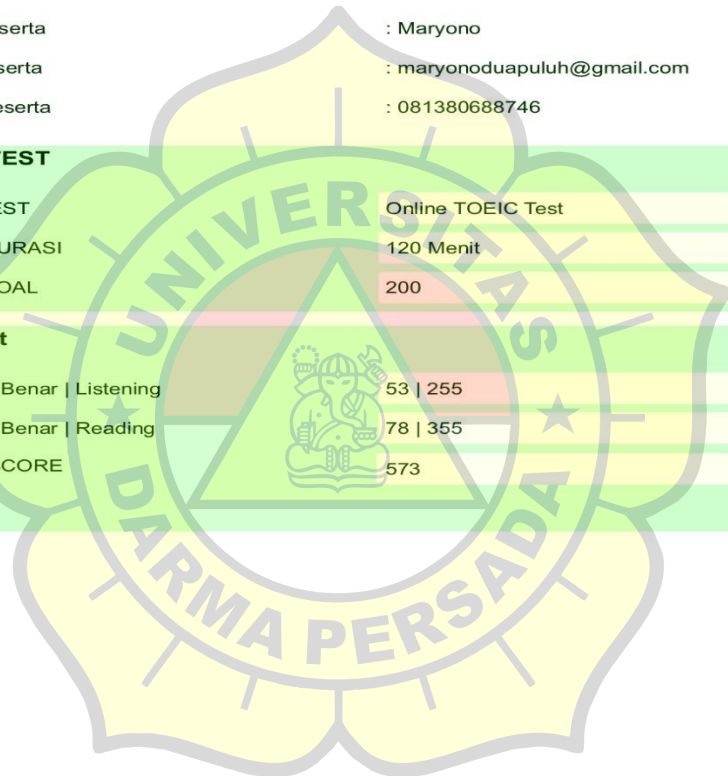 serta : Maryono
serta : maryonoduapuluh@gmail.com
eserta : 081380688746
TEST
EST Online TOEIC Test
URASI 120 Menit
OAL 200
t
Benar | Listening 53 | 255
Benar | Reading 78 | 355
CORE 573
UNIVERSITAS
DARMA PERSADA